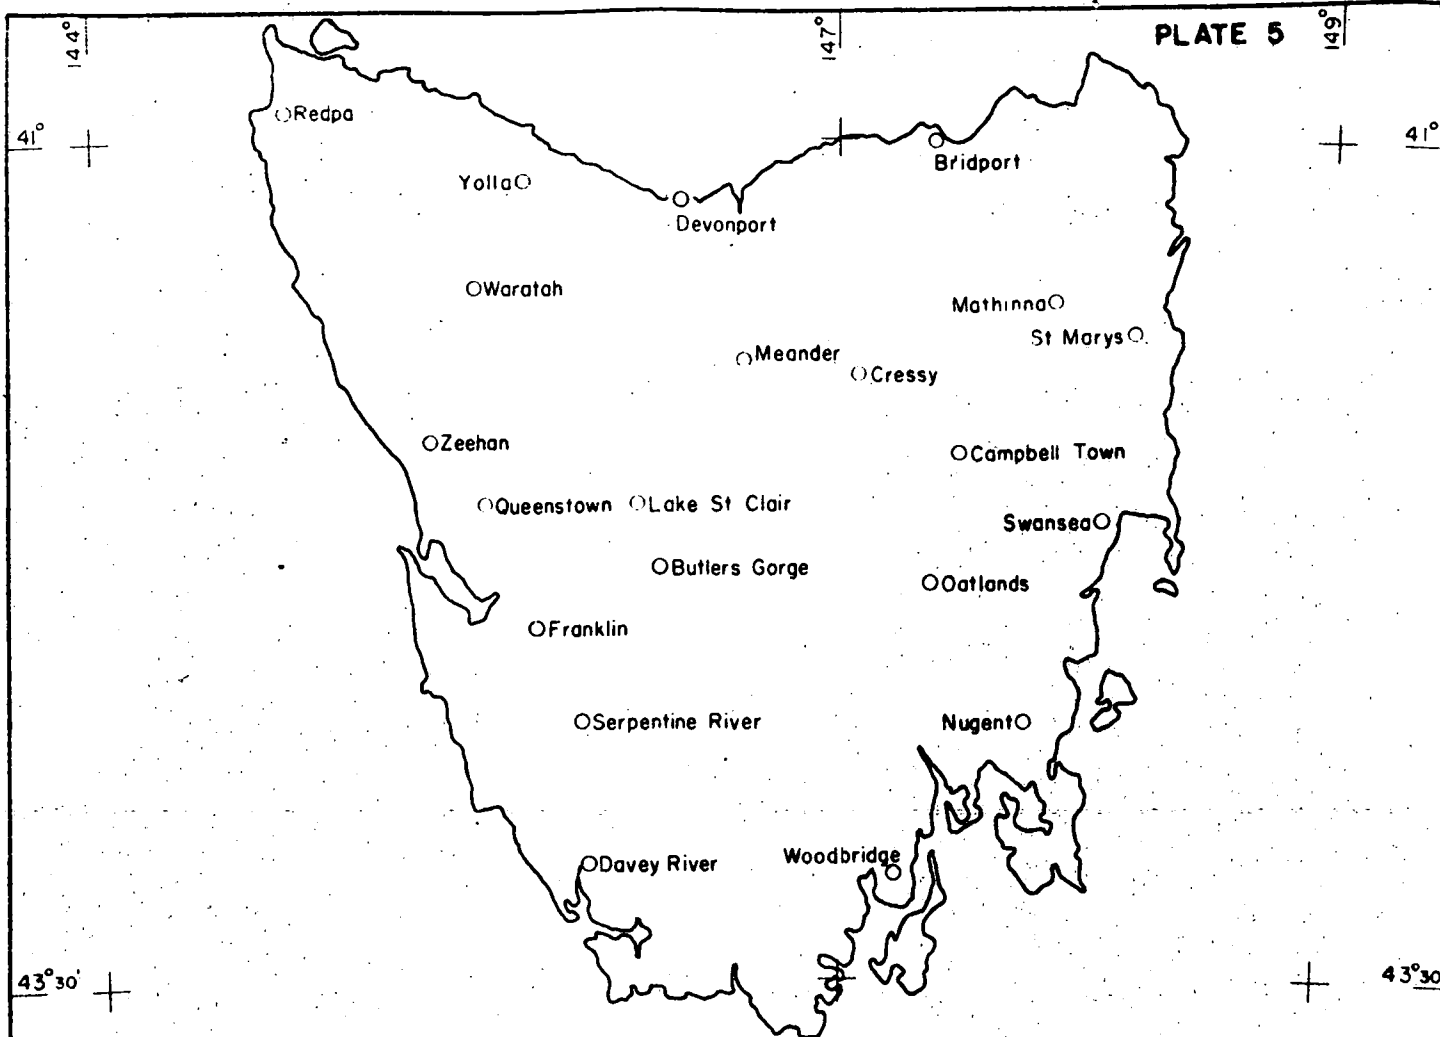 144°
147°
PLATE 5
149°
Redpa
41°
41°
Bridport
Yolla
Devonport
Waratah
Mathinna
St Marys
Meander
Cressy
Zeehan
Campbell Town
Queenstown
Lake St Clair
Swansea
Butlers Gorge
Oatlands
Franklin
Serpentine River
Nugent
Woodbridge
Davey River
43°30'
43°30